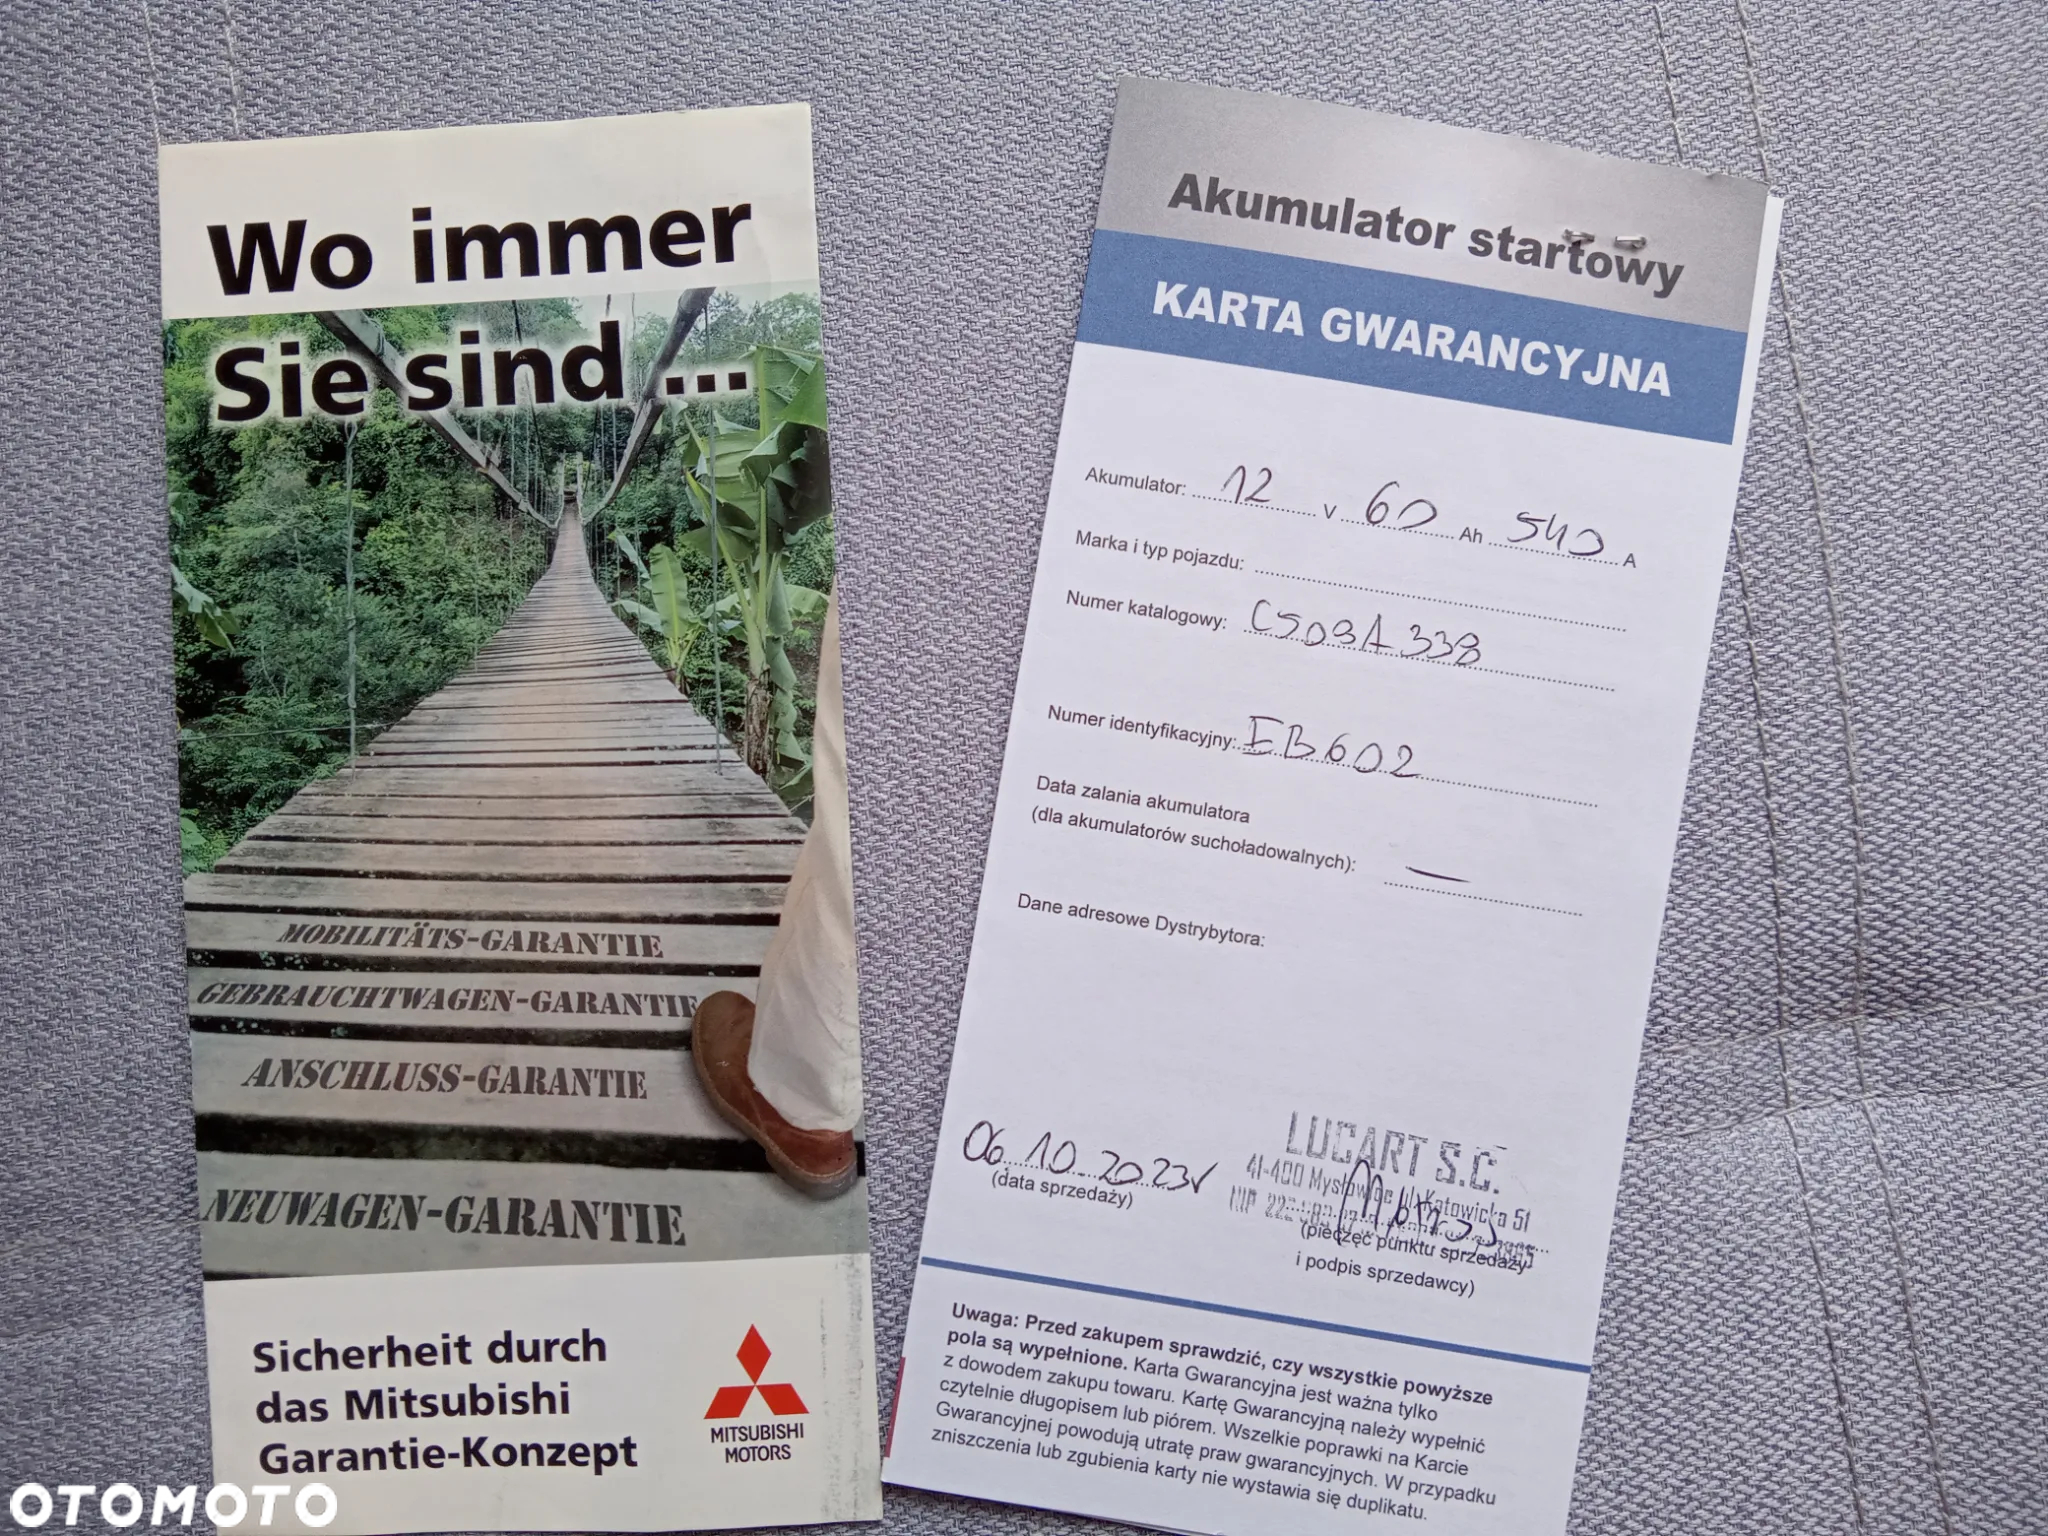 Wo immer
Sie sind ...
MOBILITÄTS-GARANTIE
GEBRAUCHTWAGEN-GARANTIE
ANSCHLUSS-GARANTIE
NEUWAGEN-GARANTIE
Sicherheit durch
das Mitsubishi
Garantie-Konzept
MITSUBISHI
MOTORS
OTOMOTO
Akumulator startowy
KARTA GWARANCYJNA
Akumulator: 12 V 60 Ah 540 A
Marka i typ pojazdu:
Numer katalogowy:
Numer identyfikacyjny: EB602
Data zalania akumulatora
(dla akumulatorów suchoładowalnych): —
Dane adresowe Dystrybytora:
06.10.2023r
(data sprzedaży)
LUCART S.C.
41-400 Mysłowice ul. Katowicka 51
NIP
(pieczęć punktu sprzedaży
i podpis sprzedawcy)
Uwaga: Przed zakupem sprawdzić, czy wszystkie powyższe
pola są wypełnione. Karta Gwarancyjna jest ważna tylko
z dowodem zakupu towaru. Kartę Gwarancyjną należy wypełnić
czytelnie długopisem lub piórem. Wszelkie poprawki na Karcie
Gwarancyjnej powodują utratę praw gwarancyjnych. W przypadku
zniszczenia lub zgubienia karty nie wystawia się duplikatu.